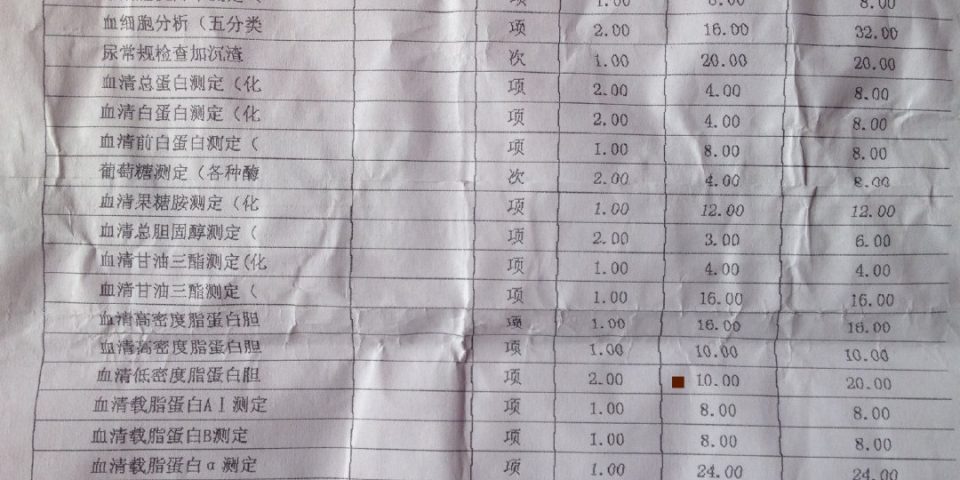 血细胞分析（五分类 项 2.00 16.00 32.00
尿常规检查加沉渣 次 1.00 20.00 20.00
血清总蛋白测定（化 项 2.00 4.00 8.00
血清白蛋白测定（化 项 2.00 4.00 8.00
血清前白蛋白测定（ 项 1.00 8.00 8.00
葡萄糖测定（各种酶 次 2.00 4.00 8.00
血清果糖胺测定（化 项 1.00 12.00 12.00
血清总胆固醇测定（ 项 2.00 3.00 6.00
血清甘油三酯测定(化 项 1.00 4.00 4.00
血清甘油三酯测定（ 项 1.00 16.00 16.00
血清高密度脂蛋白胆 项 1.00 16.00 16.00
血清高密度脂蛋白胆 项 1.00 10.00 10.00
血清低密度脂蛋白胆 项 2.00 10.00 20.00
血清载脂蛋白AⅠ测定 项 1.00 8.00 8.00
血清载脂蛋白B测定 项 1.00 8.00 8.00
血清载脂蛋白α测定 项 1.00 24.00 24.00